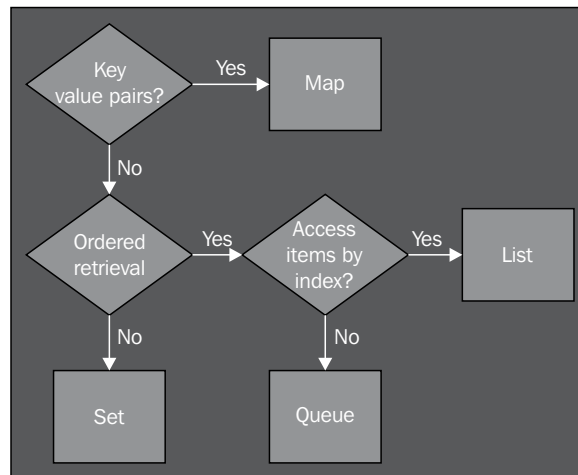 Key
value pairs?
Yes
Map
No
Ordered
retrieval
Yes
Access
items by
index?
Yes
List
No
No
Set
Queue